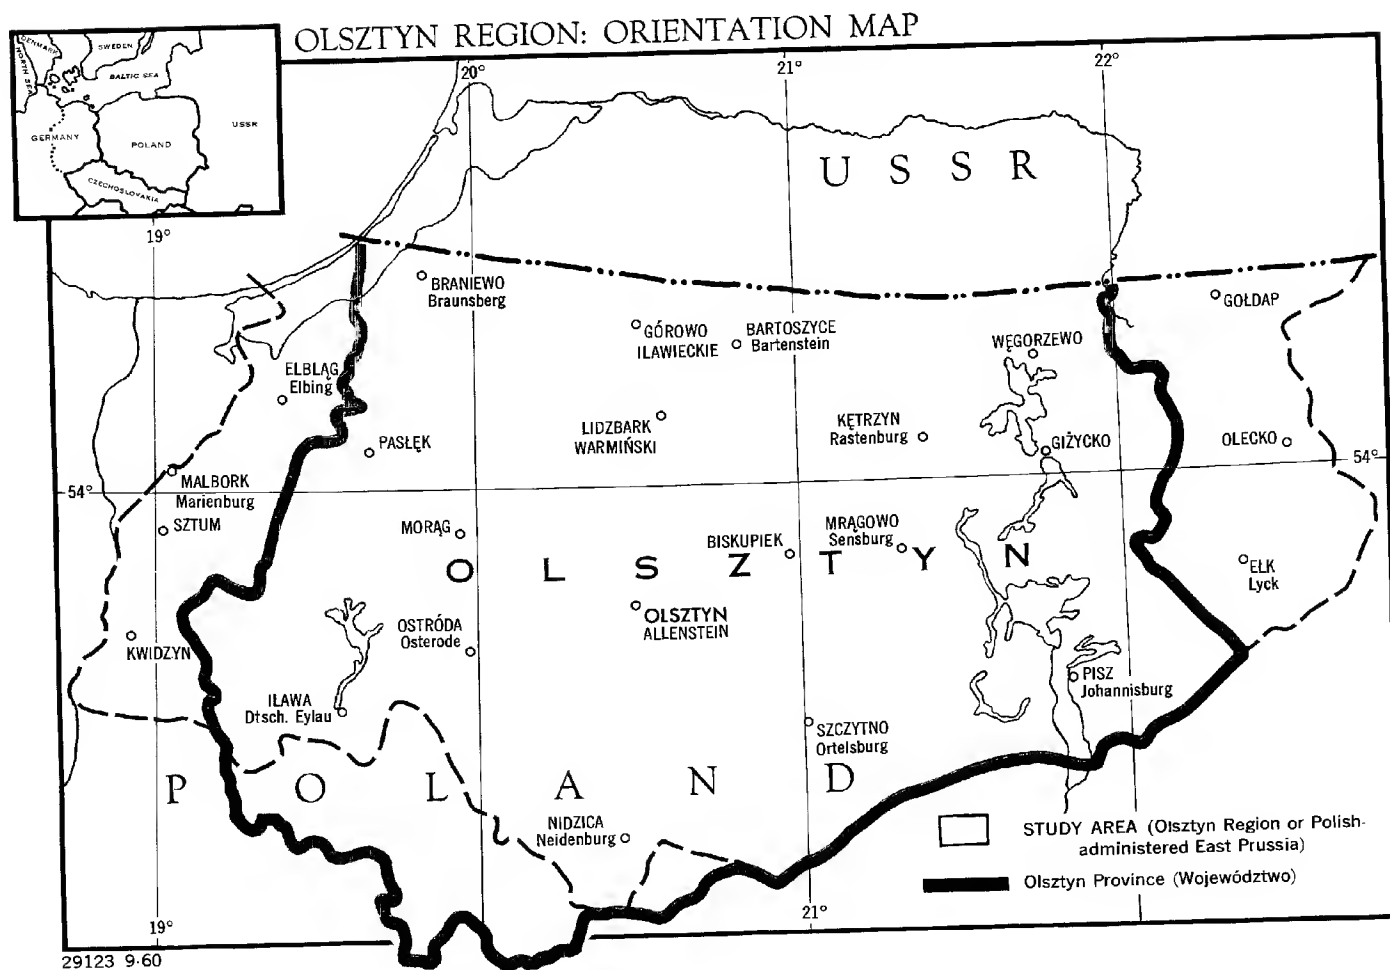 OLSZTYN REGION: ORIENTATION MAP
DENMARK
SWEDEN
NORTH SEA
BALTIC SEA
USSR
GERMANY
POLAND
CZECHOSLOVAKIA
20°
21°
22°
19°
U S S R
BRANIEWO
Braunsberg
GOŁDAP
GÓROWO
IŁAWIECKIE
BARTOSZYCE
Bartenstein
WĘGORZEWO
ELBLĄG
Elbing
LIDZBARK
WARMIŃSKI
KĘTRZYN
Rastenburg
PASŁĘK
GIŻYCKO
OLECKO
54°
MALBORK
Marienburg
54°
SZTUM
MORĄG
BISKUPIEK
MRĄGOWO
Sensburg
O L S Z T Y N
EŁK
Lyck
OLSZTYN
ALLENSTEIN
OSTRÓDA
Osterode
KWIDZYN
PISZ
Johannisburg
IŁAWA
Dtsch. Eylau
SZCZYTNO
Ortelsburg
P O L A N D
NIDZICA
Neidenburg
STUDY AREA (Olsztyn Region or Polish-
administered East Prussia)
Olsztyn Province (Województwo)
19°
21°
29123 9-60